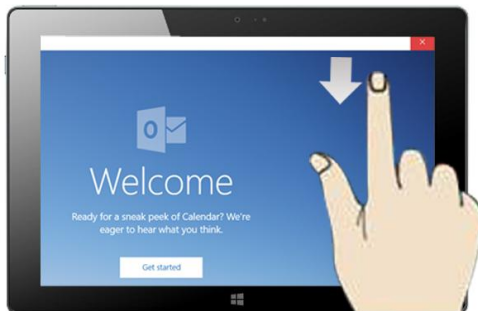 Welcome
Ready for a sneak peek of Calendar? We're
eager to hear what you think.
Get started